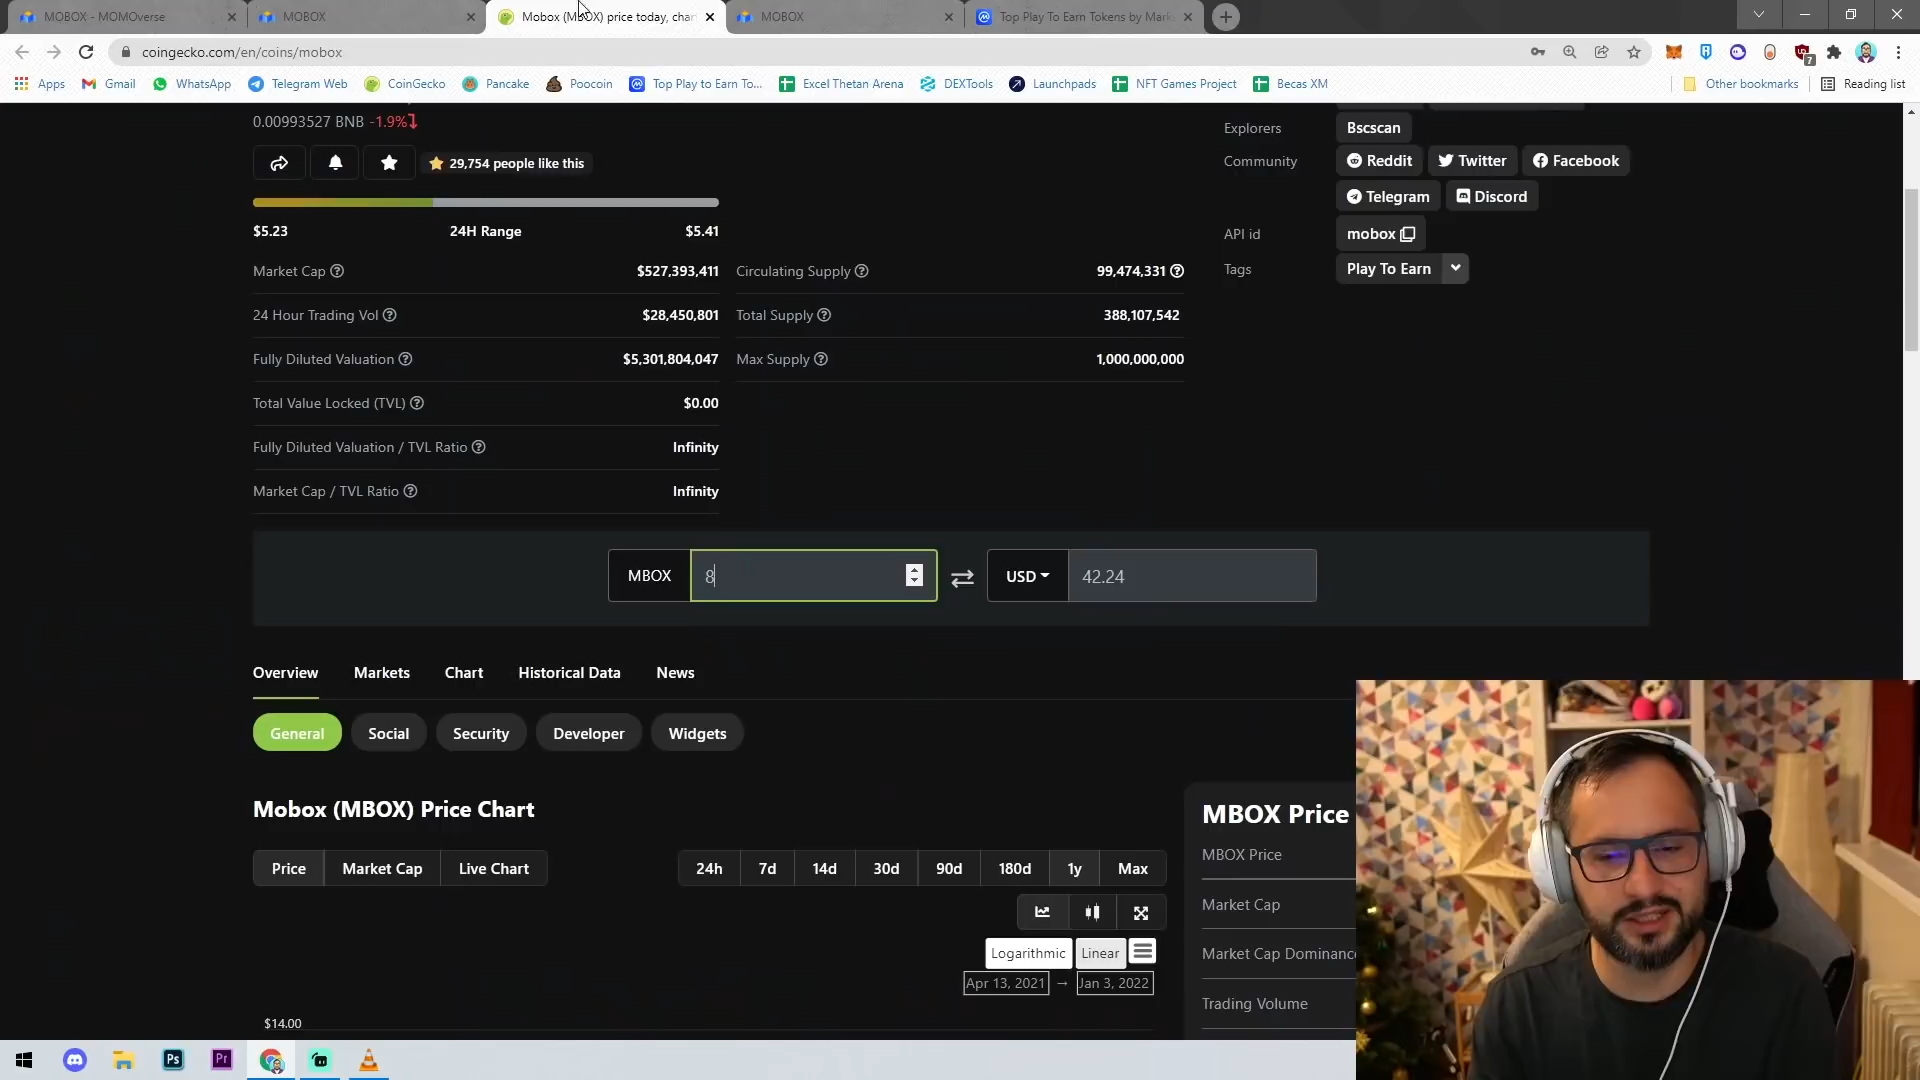 MOBOX - MOMOverse
MOBOX
Mobox (MBOX) price today, char
MOBOX
Top Play To Earn Tokens by Mark
coingecko.com/en/coins/mobox
7
Apps
Gmail
WhatsApp
Telegram Web
CoinGecko
Pancake
Poocoin
Top Play to Earn To...
Excel Thetan Arena
DEXTools
Launchpads
NFT Games Project
Becas XM
Other bookmarks
Reading list
0.00993527 BNB -1.9%
29,754 people like this
$5.23 24H Range $5.41
Market Cap $527,393,411
24 Hour Trading Vol $28,450,801
Fully Diluted Valuation $5,301,804,047
Total Value Locked (TVL) $0.00
Fully Diluted Valuation / TVL Ratio Infinity
Market Cap / TVL Ratio Infinity
Circulating Supply 99,474,331
Total Supply 388,107,542
Max Supply 1,000,000,000
Explorers Bscscan
Community Reddit Twitter Facebook
Telegram Discord
API id mobox
Tags Play To Earn
MBOX 8 USD 42.24
Overview Markets Chart Historical Data News
General Social Security Developer Widgets
Mobox (MBOX) Price Chart
Price Market Cap Live Chart
24h 7d 14d 30d 90d 180d 1y Max
Logarithmic Linear
Apr 13, 2021 → Jan 3, 2022
$14.00
MBOX Price
MBOX Price
Market Cap
Market Cap Dominance
Trading Volume
Ps
Pr